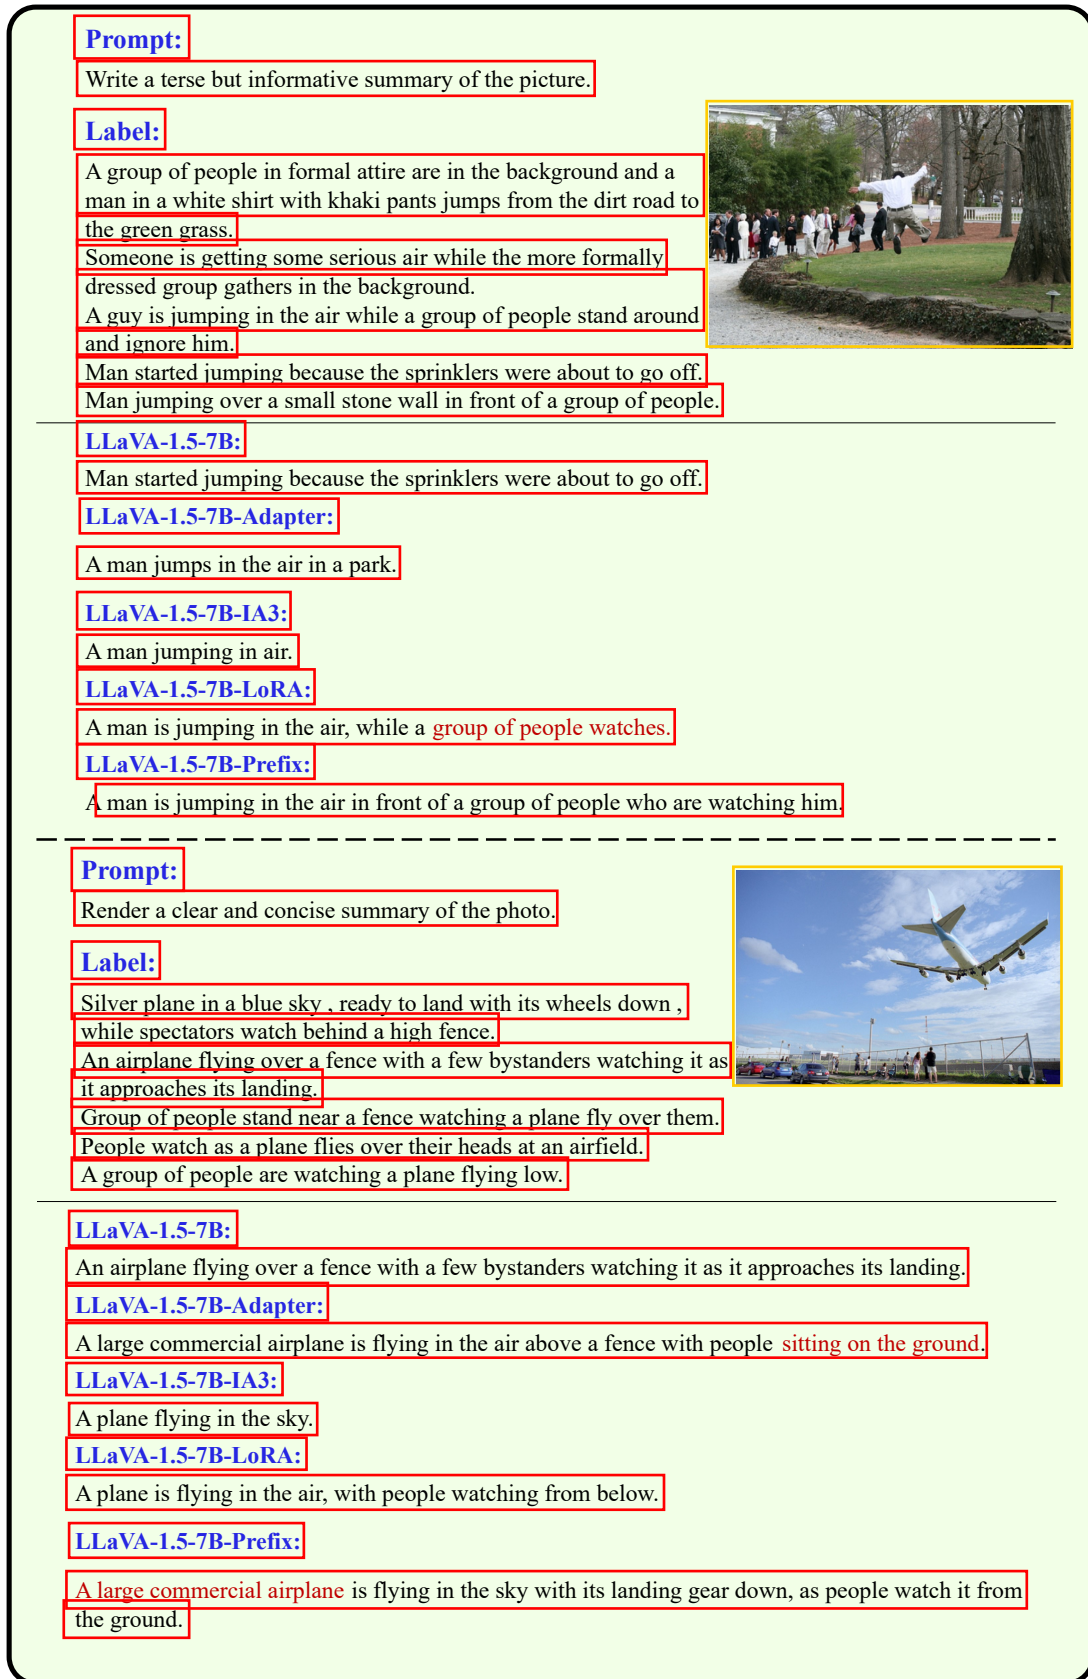 Prompt:
Write a terse but informative summary of the picture.
Label:
A group of people in formal attire are in the background and a
man in a white shirt with khaki pants jumps from the dirt road to
the green grass.
Someone is getting some serious air while the more formally
dressed group gathers in the background.
A guy is jumping in the air while a group of people stand around
and ignore him.
Man started jumping because the sprinklers were about to go off.
Man jumping over a small stone wall in front of a group of people.
LLaVA-1.5-7B:
Man started jumping because the sprinklers were about to go off.
LLaVA-1.5-7B-Adapter:
A man jumps in the air in a park.
LLaVA-1.5-7B-IA3:
A man jumping in air.
LLaVA-1.5-7B-LoRA:
A man is jumping in the air, while a group of people watches.
LLaVA-1.5-7B-Prefix:
A man is jumping in the air in front of a group of people who are watching him.
Prompt:
Render a clear and concise summary of the photo.
Label:
Silver plane in a blue sky , ready to land with its wheels down ,
while spectators watch behind a high fence.
An airplane flying over a fence with a few bystanders watching it as
it approaches its landing.
Group of people stand near a fence watching a plane fly over them.
People watch as a plane flies over their heads at an airfield.
A group of people are watching a plane flying low.
LLaVA-1.5-7B:
An airplane flying over a fence with a few bystanders watching it as it approaches its landing.
LLaVA-1.5-7B-Adapter:
A large commercial airplane is flying in the air above a fence with people sitting on the ground.
LLaVA-1.5-7B-IA3:
A plane flying in the sky.
LLaVA-1.5-7B-LoRA:
A plane is flying in the air, with people watching from below.
LLaVA-1.5-7B-Prefix:
A large commercial airplane is flying in the sky with its landing gear down, as people watch it from
the ground.